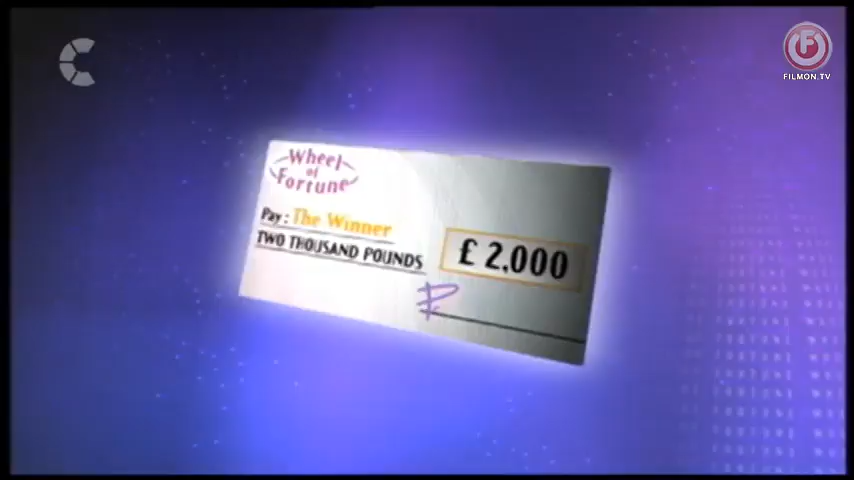 FILMON.TV
Wheel
of
Fortune
Pay: The Winner
TWO THOUSAND POUNDS
£ 2,000